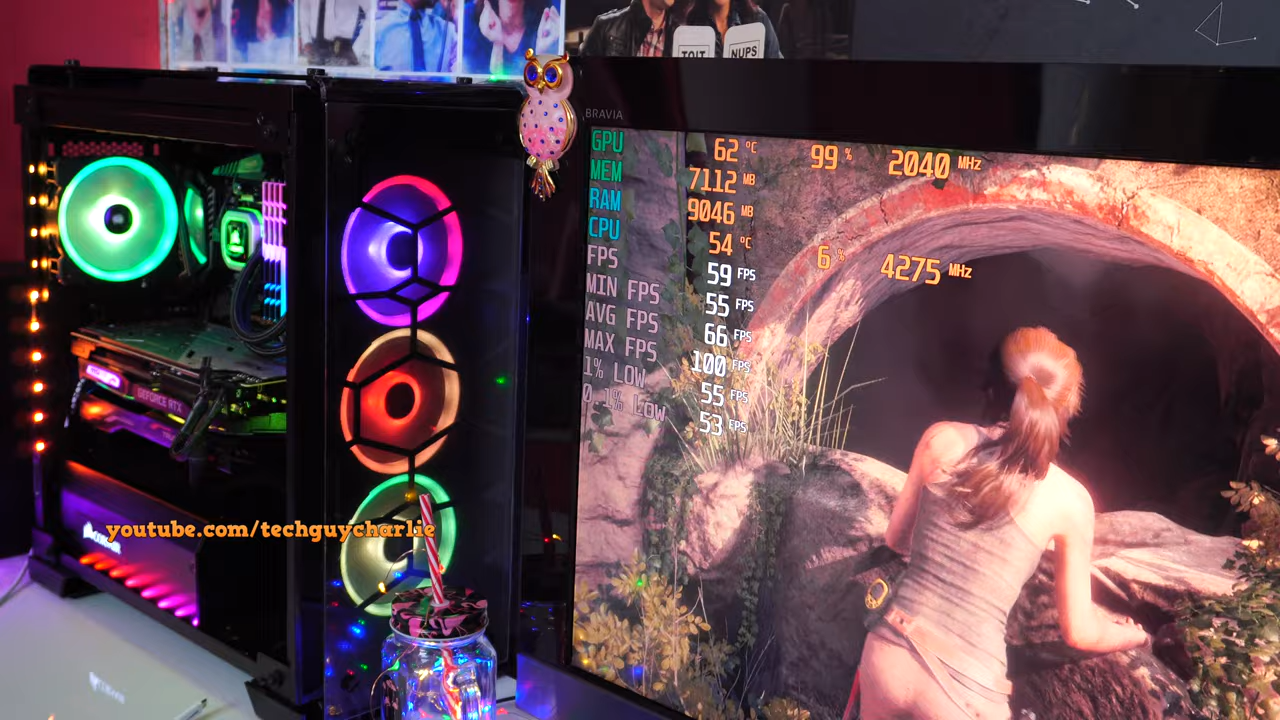 TOIT
NUPS
BRAVIA
GPU 62 °C 99 % 2040 MHz
MEM 7112 MB
RAM 9046 MB
CPU 54 °C 6 % 4275 MHz
FPS 59 FPS
MIN FPS 55 FPS
AVG FPS 66 FPS
MAX FPS 100 FPS
1% LOW 55 FPS
0.1% LOW 53 FPS
GEFORCE RTX
youtube.com/techguycharlie